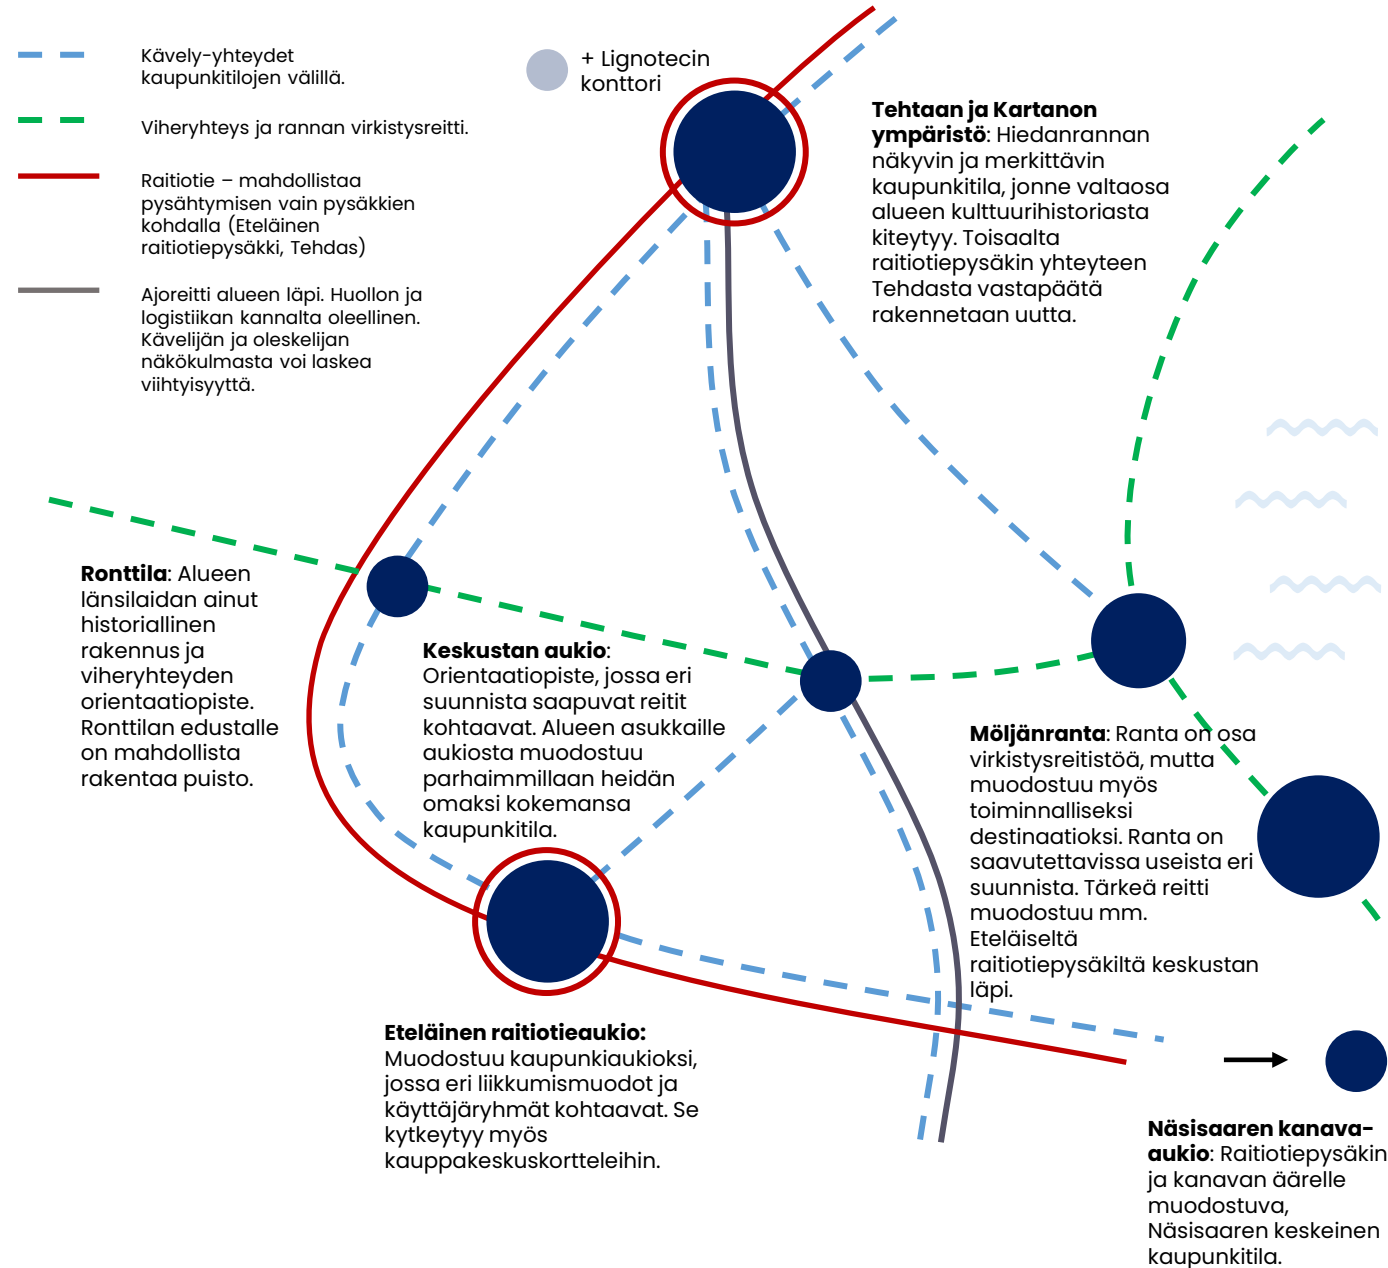 Kävely-yhteydet
kaupunkitilojen välillä.
Viheryhteys ja rannan virkistysreitti.
Raitiotie – mahdollistaa
pysähtymisen vain pysäkkien
kohdalla (Eteläinen
raitiotiepysäkki, Tehdas)
Ajoreitti alueen läpi. Huollon ja
logistiikan kannalta oleellinen.
Kävelijän ja oleskelijan
näkökulmasta voi laskea
viihtyisyyttä.
+ Lignotecin
konttori
Tehtaan ja Kartanon
ympäristö: Hiedanrannan
näkyvin ja merkittävin
kaupunkitila, jonne valtaosa
alueen kulttuurihistoriasta
kiteytyy. Toisaalta
raitiotiepysäkin yhteyteen
Tehdasta vastapäätä
rakennetaan uutta.
Ronttila: Alueen
länsilaidan ainut
historiallinen
rakennus ja
viheryhteyden
orientaatiopiste.
Ronttilan edustalle
on mahdollista
rakentaa puisto.
Keskustan aukio:
Orientaatiopiste, jossa eri
suunnista saapuvat reitit
kohtaavat. Alueen asukkaille
aukiosta muodostuu
parhaimmillaan heidän
omaksi kokemansa
kaupunkitila.
Möljänranta: Ranta on osa
virkistysreitistöä, mutta
muodostuu myös
toiminnalliseksi
destinaatioksi. Ranta on
saavutettavissa useista eri
suunnista. Tärkeä reitti
muodostuu mm.
Eteläiseltä
raitiotiepysäkiltä keskustan
läpi.
Eteläinen raitiotieaukio:
Muodostuu kaupunkiaukioksi,
jossa eri liikkumismuodot ja
käyttäjäryhmät kohtaavat. Se
kytkeytyy myös
kauppakeskuskortteleihin.
Näsisaaren kanava-
aukio: Raitiotiepysäkin
ja kanavan äärelle
muodostuva,
Näsisaaren keskeinen
kaupunkitila.